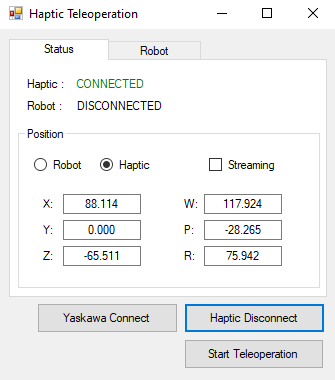 Haptic Teleoperation
Status Robot
Haptic : CONNECTED
Robot : DISCONNECTED
Position
Robot Haptic Streaming
X: 88.114 W: 117.924
Y: 0.000 P: -28.265
Z: -65.511 R: 75.942
Yaskawa Connect Haptic Disconnect
Start Teleoperation